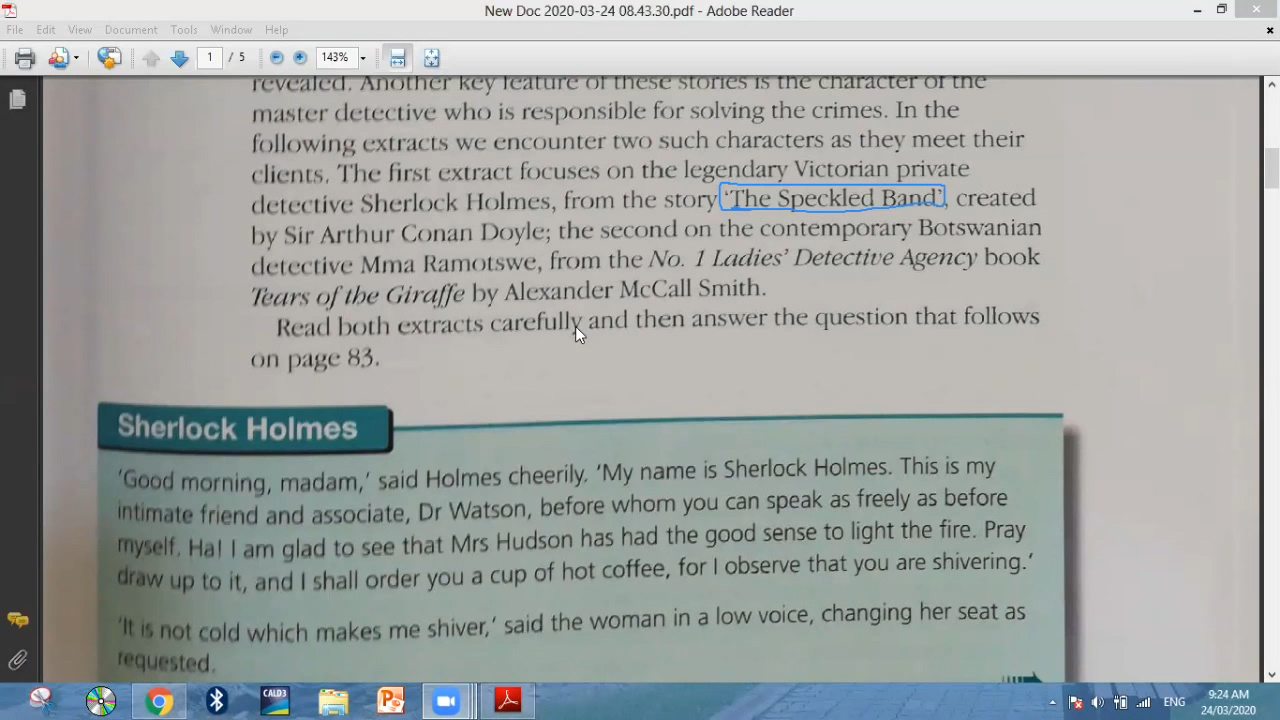 New Doc 2020-03-24 08.43.30.pdf - Adobe Reader
File Edit View Document Tools Window Help
1 / 5 143%
revealed. Another key feature of these stories is the character of the
master detective who is responsible for solving the crimes. In the
following extracts we encounter two such characters as they meet their
clients. The first extract focuses on the legendary Victorian private
detective Sherlock Holmes, from the story 'The Speckled Band', created
by Sir Arthur Conan Doyle; the second on the contemporary Botswanian
detective Mma Ramotswe, from the No. 1 Ladies' Detective Agency book
Tears of the Giraffe by Alexander McCall Smith.
Read both extracts carefully and then answer the question that follows
on page 83.
Sherlock Holmes
'Good morning, madam,' said Holmes cheerily. 'My name is Sherlock Holmes. This is my
intimate friend and associate, Dr Watson, before whom you can speak as freely as before
myself. Ha! I am glad to see that Mrs Hudson has had the good sense to light the fire. Pray
draw up to it, and I shall order you a cup of hot coffee, for I observe that you are shivering.'
'It is not cold which makes me shiver,' said the woman in a low voice, changing her seat as
requested.
CALD3
ENG
9:24 AM
24/03/2020